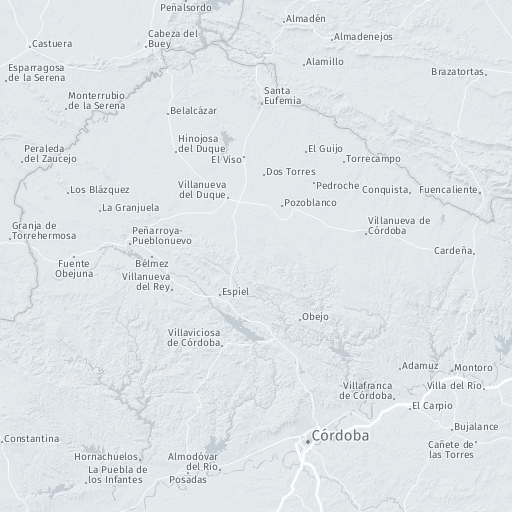 Peñalsordo
Almadén
Castuera
Cabeza del
Buey
Almadenejos
Esparragosa
de la Serena
Alamillo
Brazatortas
Monterrubio
de la Serena
Santa
Eufemia
Belalcázar
Peraleda
del Zaucejo
Hinojosa
del Duque
El Viso
El Guijo
Torrecampo
Dos Torres
Los Blázquez
Villanueva
del Duque
Pedroche
Conquista
Fuencaliente
La Granjuela
Pozoblanco
Granja de
Torrehermosa
Peñarroya-
Pueblonuevo
Villanueva de
Córdoba
Cardeña
Fuente
Obejuna
Bélmez
Villanueva
del Rey
Espiel
Obejo
Villaviciosa
de Córdoba
Adamuz
Montoro
Villafranca
de Córdoba
Villa del Río
El Carpio
Constantina
Córdoba
Bujalance
Cañete de
las Torres
Hornachuelos
La Puebla de
los Infantes
Almodóvar
del Río
Posadas